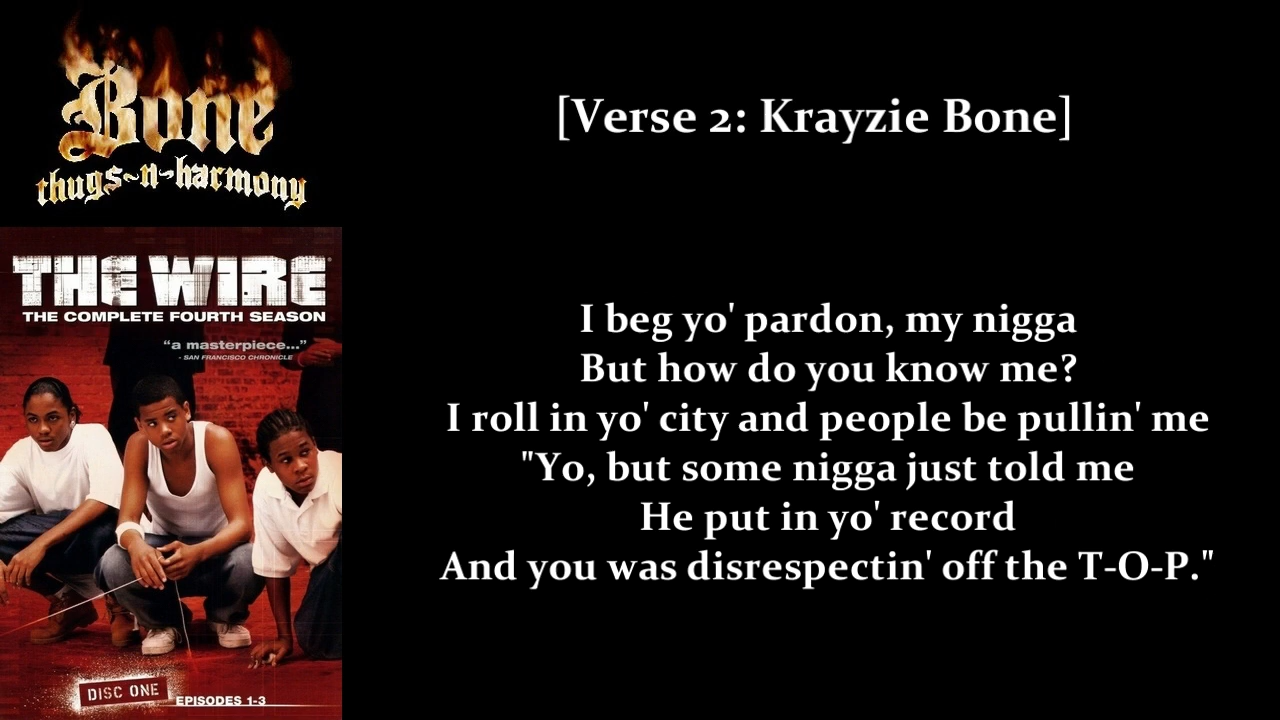 Bone
thugs~n~harmony
THE WIRE
THE COMPLETE FOURTH SEASON
"a masterpiece..."
- SAN FRANCISCO CHRONICLE
DISC ONE
EPISODES 1-3
[Verse 2: Krayzie Bone]
I beg yo' pardon, my nigga
But how do you know me?
I roll in yo' city and people be pullin' me
"Yo, but some nigga just told me
He put in yo' record
And you was disrespectin' off the T-O-P."